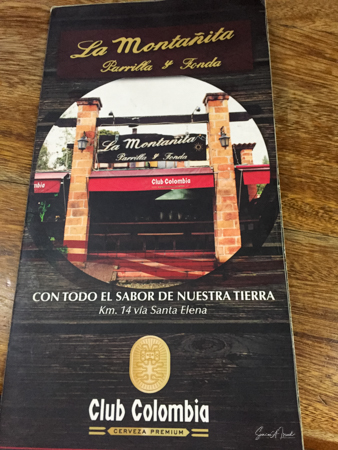 La Montañita
Parrilla y Fonda
La Montañita
Parrilla y Fonda
Club Colombia
CON TODO EL SABOR DE NUESTRA TIERRA
Km. 14 vía Santa Elena
Club Colombia
CERVEZA PREMIUM